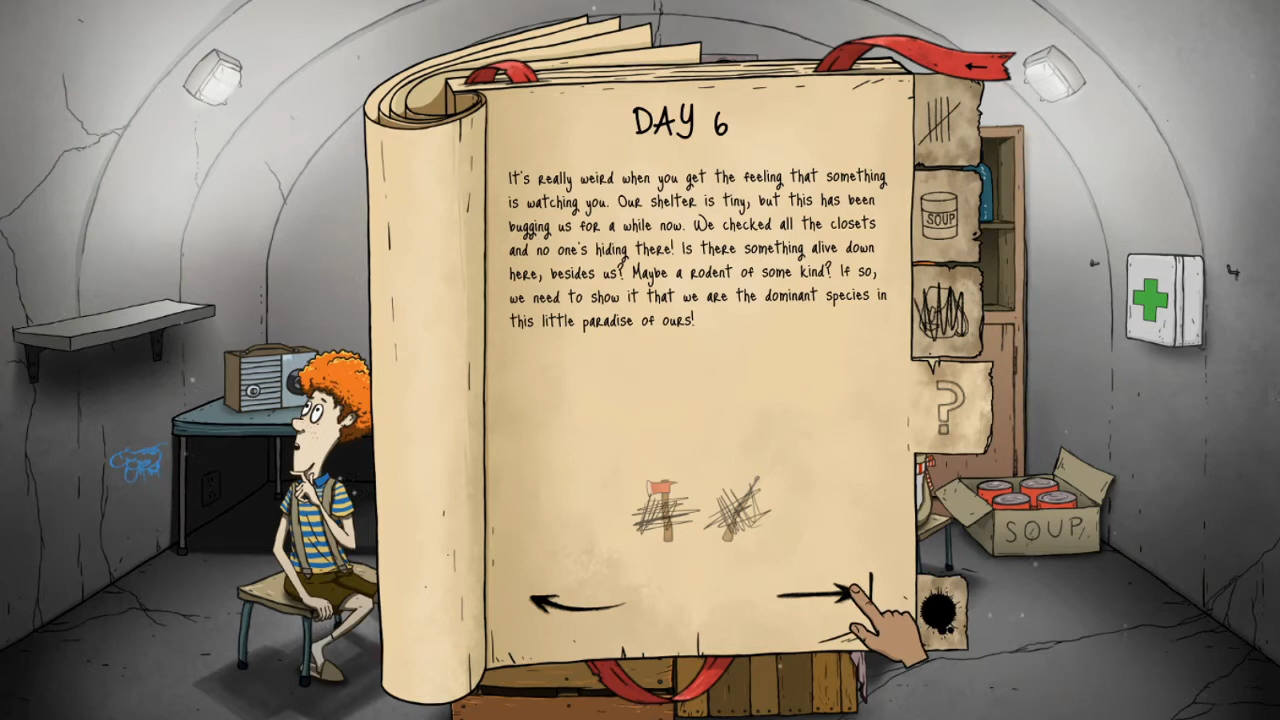 DAY 6
It's really weird when you get the feeling that something
is watching you. Our shelter is tiny, but this has been
bugging us for a while now. We checked all the closets
and no one's hiding there! Is there something alive down
here, besides us? Maybe a rodent of some kind? If so,
we need to show it that we are the dominant species in
this little paradise of ours!
SOUP
?
SOUP